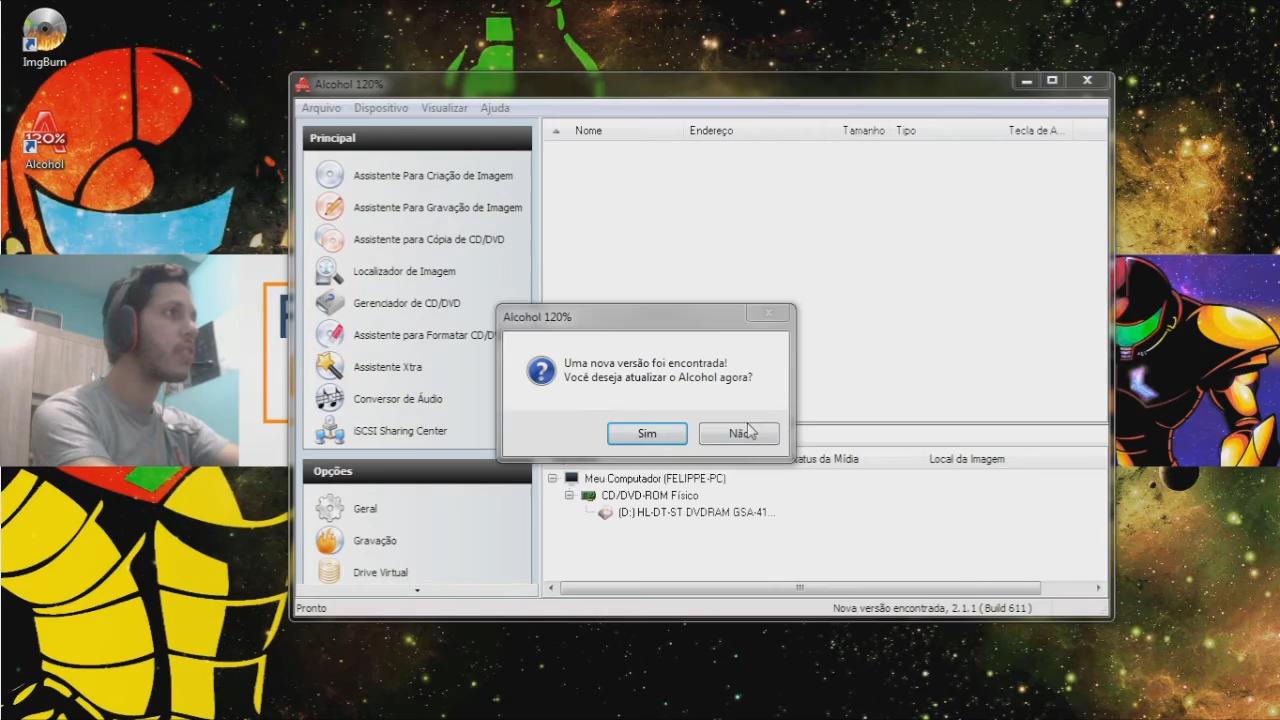 ImgBurn
120%
Alcohol
Alcohol 120%
Arquivo Dispositivo Visualizar Ajuda
Principal
Assistente Para Criação de Imagem
Assistente Para Gravação de Imagem
Assistente para Cópia de CD/DVD
Localizador de Imagem
Gerenciador de CD/DVD
Assistente para Formatar
Assistente Xtra
Conversor de Áudio
iSCSI Sharing Center
Opções
Geral
Gravação
Drive Virtual
Nome Endereço Tamanho Tipo Tecla de A...
Alcohol 120%
Uma nova versão foi encontrada!
Você deseja atualizar o Alcohol agora?
Sim Não
da Mídia Local da Imagem
Meu Computador (FELIPPE-PC)
CD/DVD-ROM Físico
(D:) HL-DT-ST DVDRAM GSA-41...
Pronto
Nova versão encontrada, 2.1.1 (Build 611)